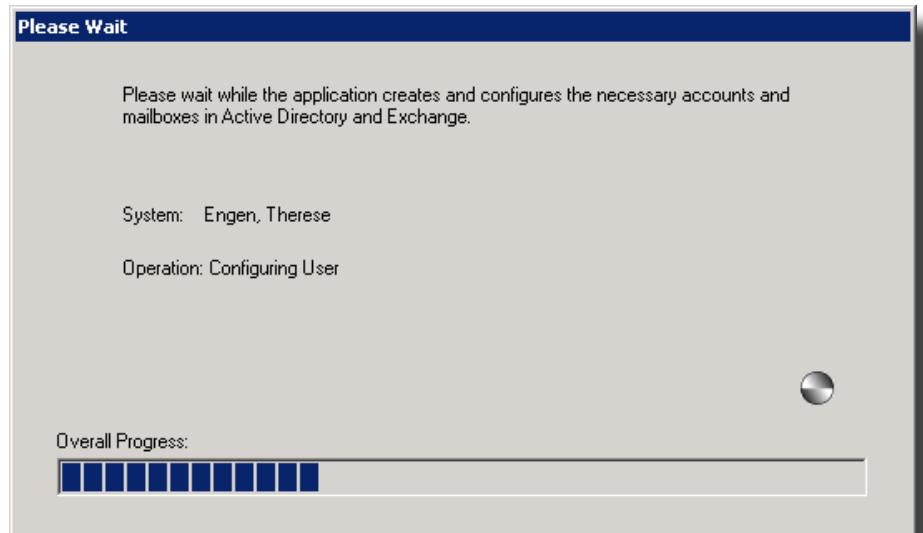 Please Wait
Please wait while the application creates and configures the necessary accounts and
mailboxes in Active Directory and Exchange.
System: Engen, Therese
Operation: Configuring User
Overall Progress: